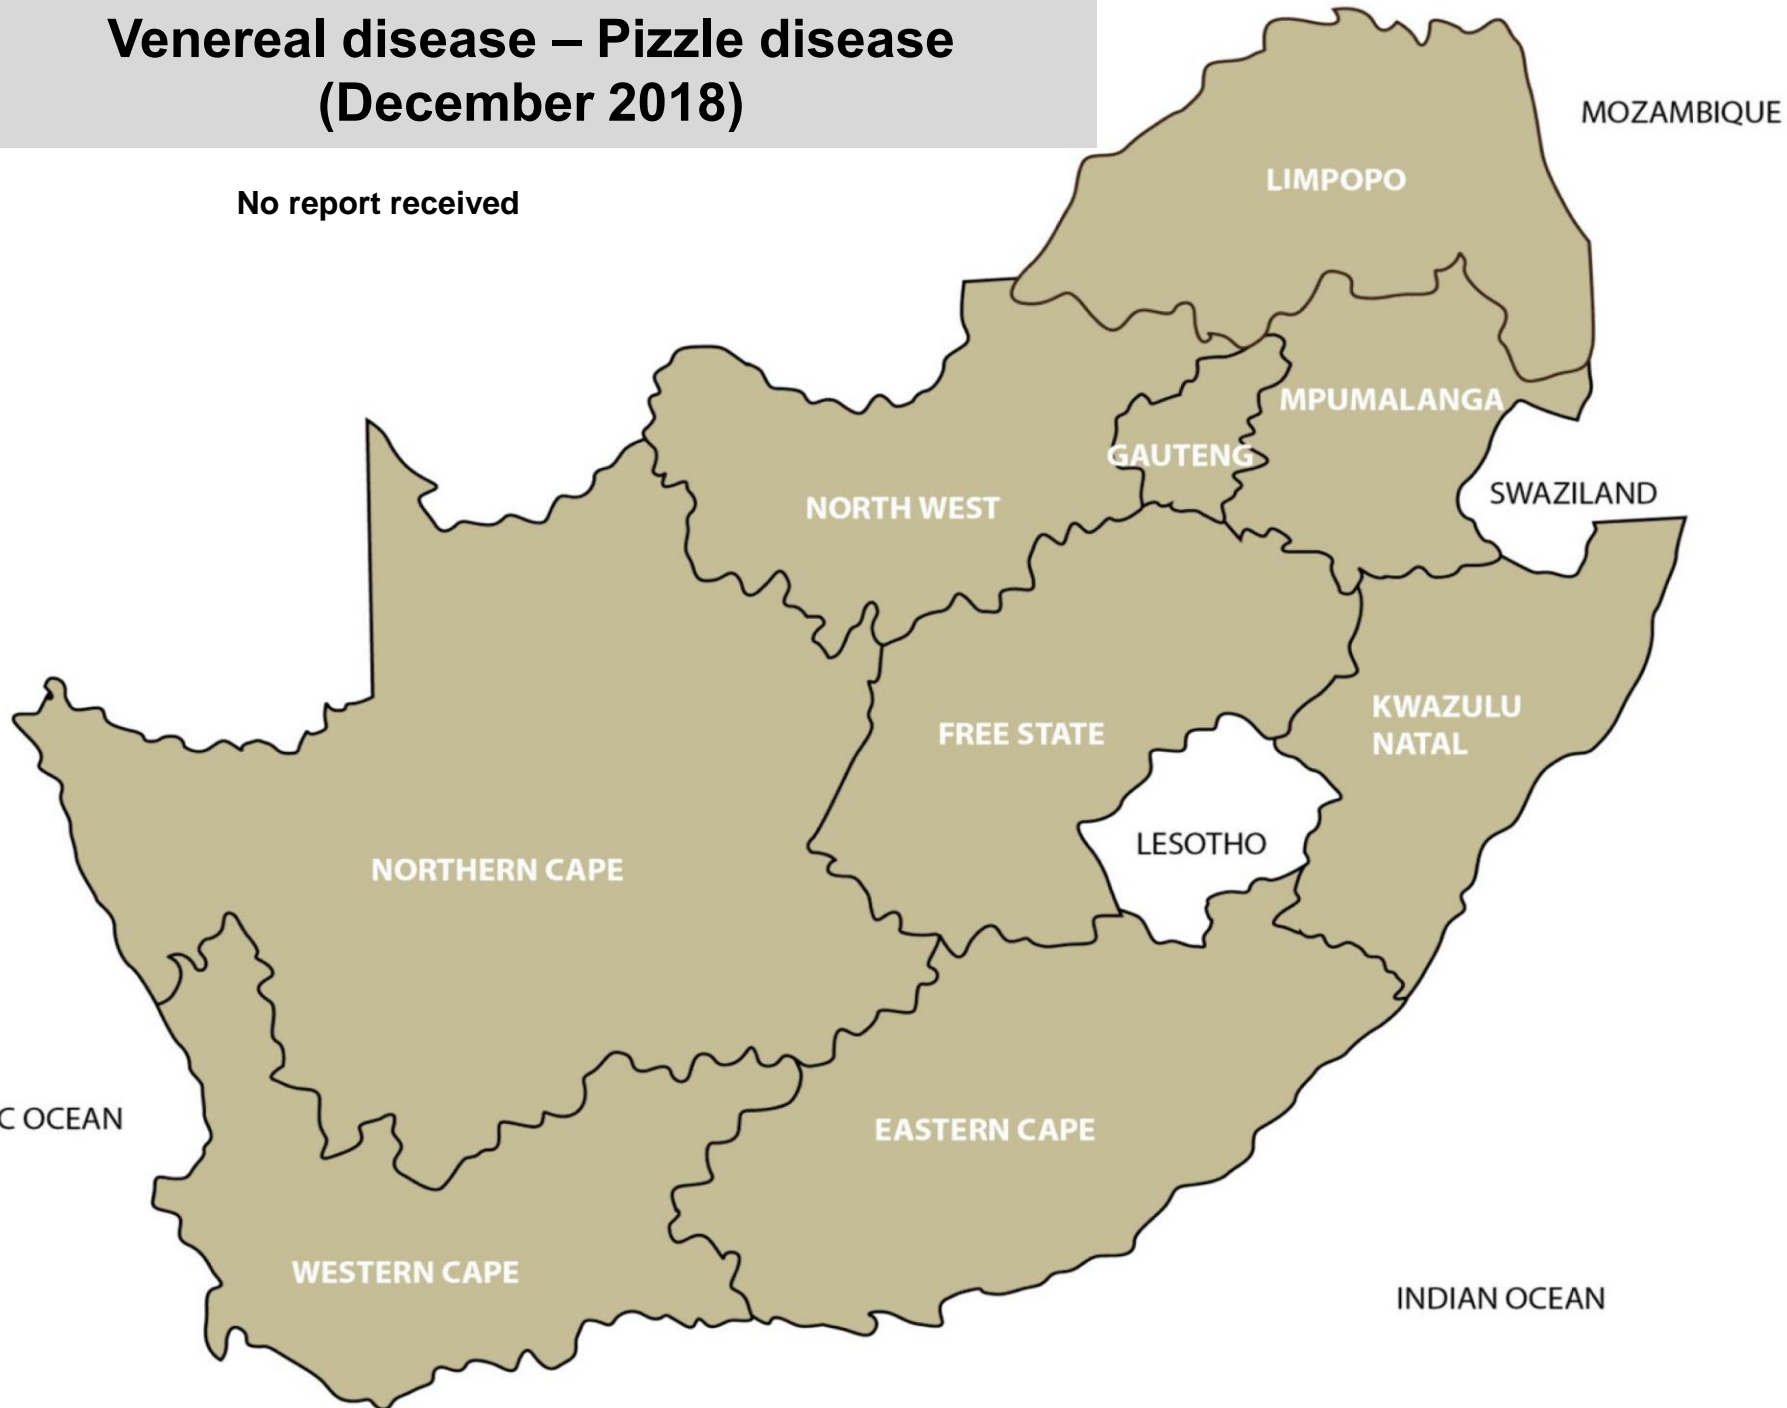 Venereal disease – Pizzle disease
(December 2018)
MOZAMBIQUE
LIMPOPO
No report received
MPUMALANGA
GAUTENG
SWAZILAND
NORTH WEST
KWAZULU
NATAL
FREE STATE
LESOTHO
NORTHERN CAPE
C OCEAN
EASTERN CAPE
WESTERN CAPE
INDIAN OCEAN